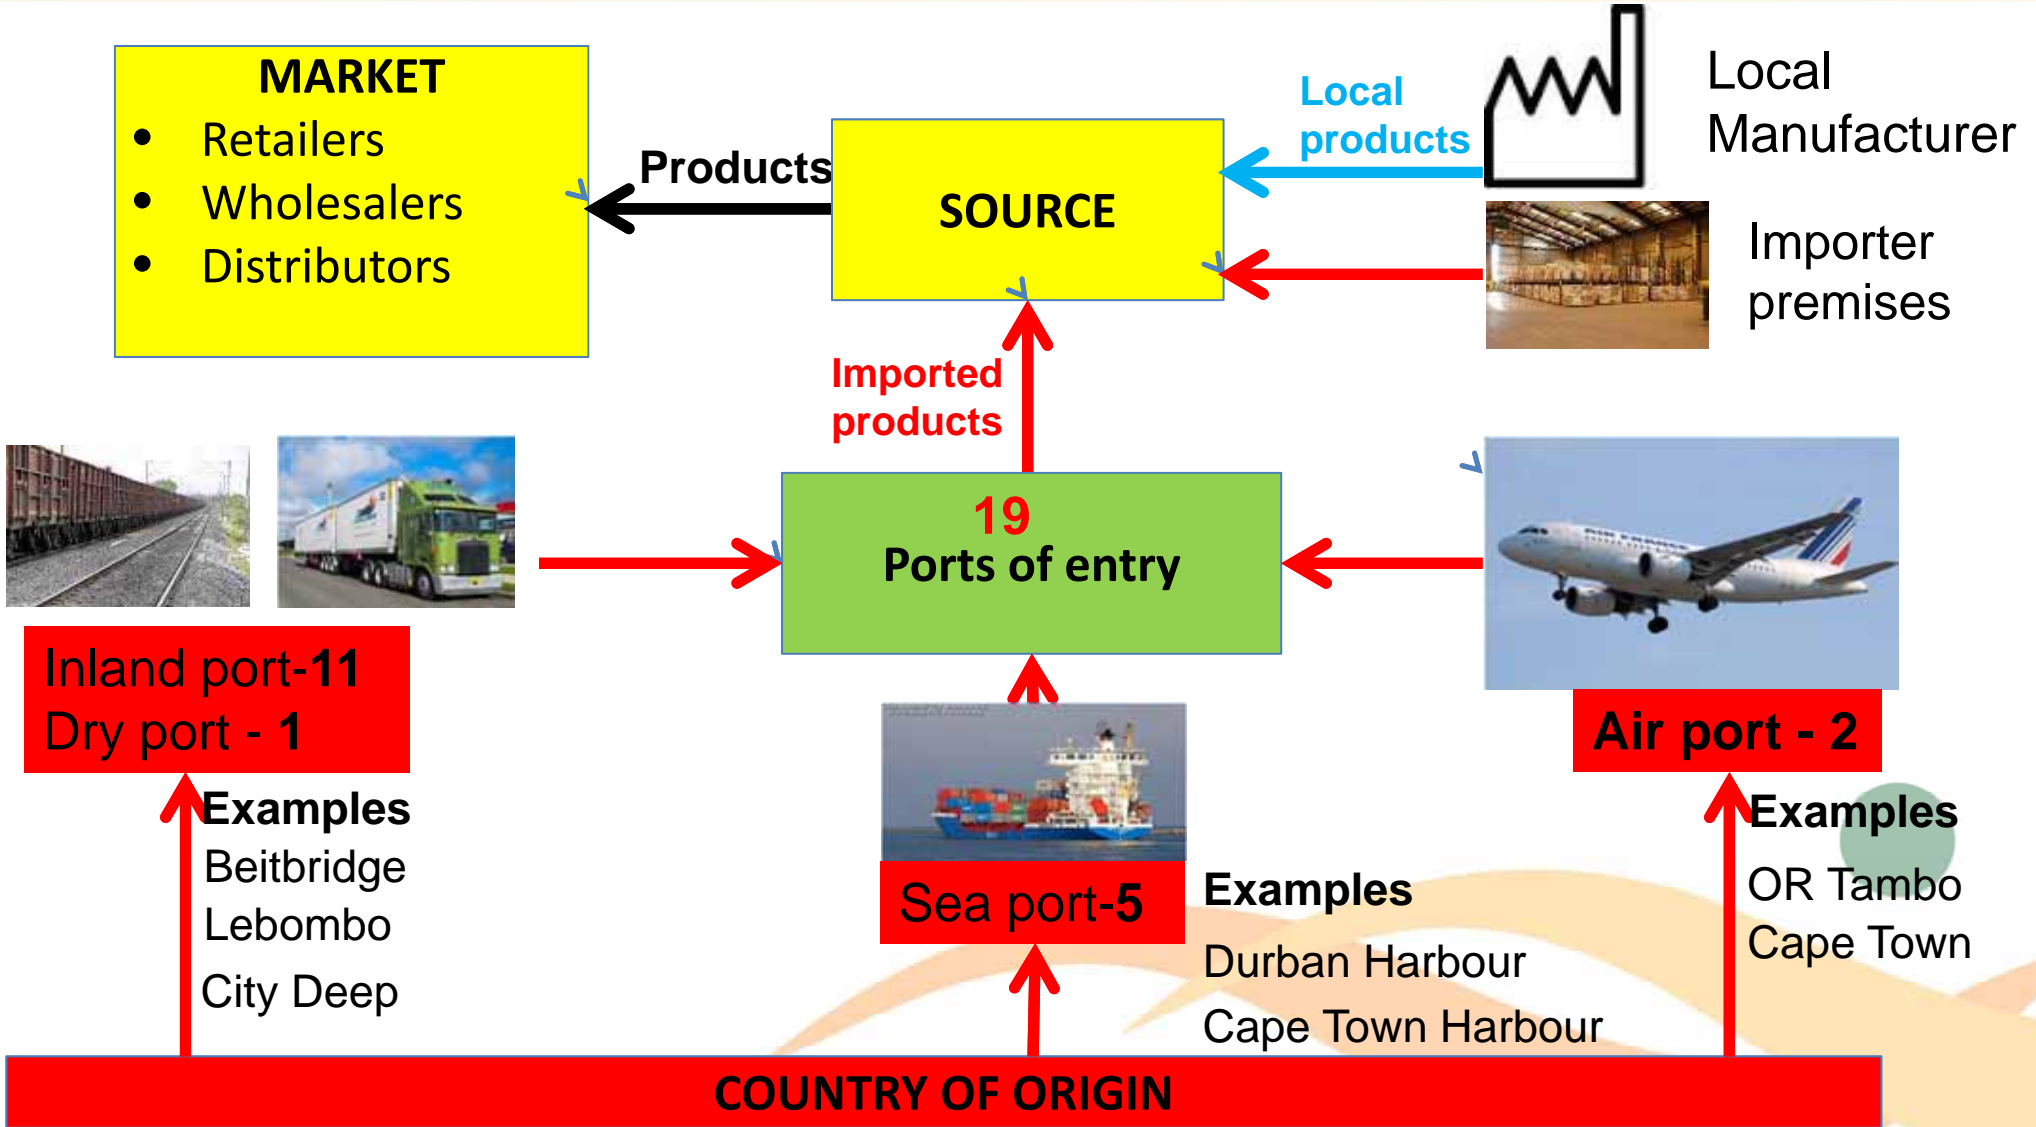 MARKET
• Retailers
• Wholesalers
• Distributors
Products
SOURCE
Local
products
Local
Manufacturer
Importer
premises
Imported
products
19
Ports of entry
Inland port-11
Dry port - 1
Examples
Beitbridge
Lebombo
City Deep
Sea port-5
Examples
Durban Harbour
Cape Town Harbour
Air port - 2
Examples
OR Tambo
Cape Town
COUNTRY OF ORIGIN